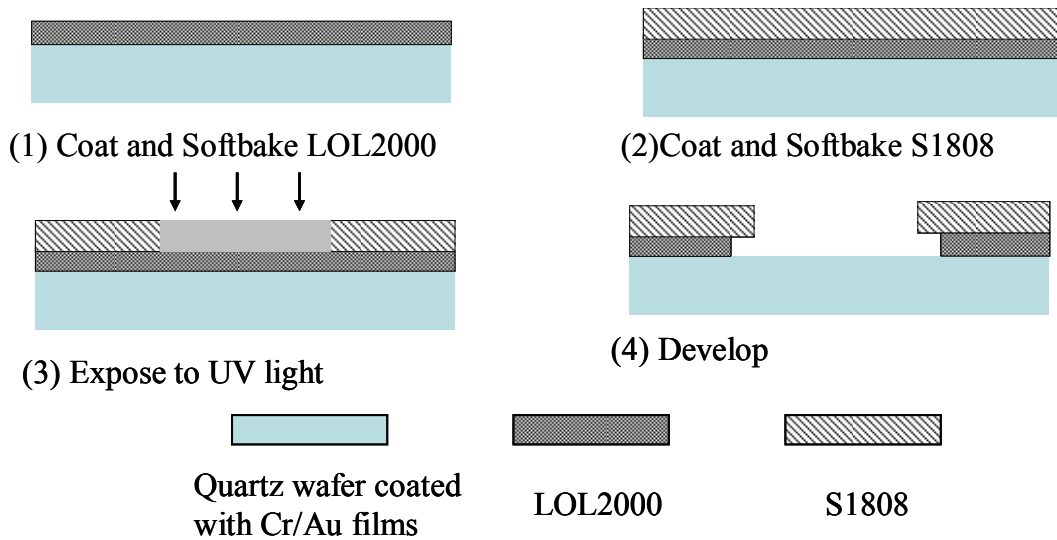 (1) Coat and Softbake LOL2000
(2)Coat and Softbake S1808
(3) Expose to UV light
(4) Develop
Quartz wafer coated
with Cr/Au films
LOL2000
S1808